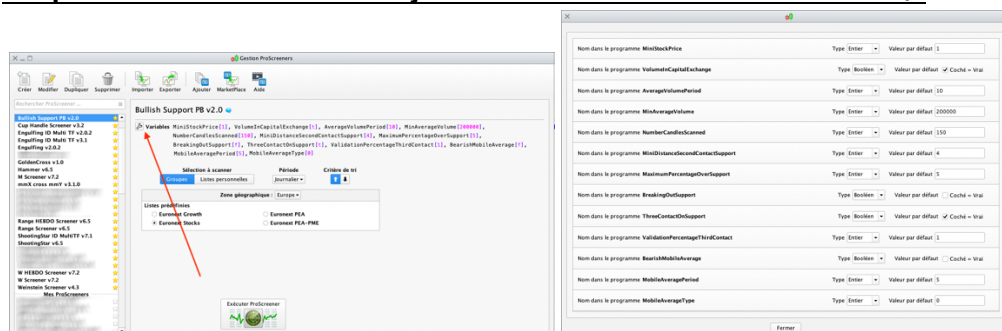 Gestion ProScreeners
Créer Modifier Dupliquer Supprimer Importer Exporter Ajouter MarketPlace Aide
Rechercher ProScreener ...
Bullish Support PB v2.0
Cup Handle Screener v3.2
Engulfing ID Multi TF v2.0.2
Engulfing ID Multi TF v3.1
Engulfing v2.0.2
GoldenCross v1.0
Hammer v6.5
M Screener v7.2
mmX cross mmY v3.1.0
Range HEBDO Screener v6.5
Range Screener v6.5
ShootingStar ID MultiTF v7.1
ShootingStar v6.5
W HEBDO Screener v7.2
W Screener v7.2
Weinstein Screener v4.3
Mes ProScreeners
Bullish Support PB v2.0
Variables MiniStockPrice[1], VolumeInCapitalExchange[t], AverageVolumePeriod[10], MinAverageVolume[200000],
NumberCandlesScanned[150], MiniDistanceSecondContactSupport[4], MaximumPercentageOverSupport[5],
BreakingOutSupport[f], ThreeContactOnSupport[t], ValidationPercentageThirdContact[1], BearishMobileAverage[f],
MobileAveragePeriod[5], MobileAverageType[0]
Sélection à scanner Période Critère de tri
Groupes Listes personnelles Journalier
Zone géographique : Europe
Listes prédéfinies
Euronext Growth Euronext PEA
Euronext Stocks Euronext PEA-PME
Exécuter ProScreener
Nom dans le programme MiniStockPrice Type Entier Valeur par défaut 1
Nom dans le programme VolumeInCapitalExchange Type Booléen Valeur par défaut Coché = Vrai
Nom dans le programme AverageVolumePeriod Type Entier Valeur par défaut 10
Nom dans le programme MinAverageVolume Type Entier Valeur par défaut 200000
Nom dans le programme NumberCandlesScanned Type Entier Valeur par défaut 150
Nom dans le programme MiniDistanceSecondContactSupport Type Entier Valeur par défaut 4
Nom dans le programme MaximumPercentageOverSupport Type Entier Valeur par défaut 5
Nom dans le programme BreakingOutSupport Type Booléen Valeur par défaut Coché = Vrai
Nom dans le programme ThreeContactOnSupport Type Booléen Valeur par défaut Coché = Vrai
Nom dans le programme ValidationPercentageThirdContact Type Entier Valeur par défaut 1
Nom dans le programme BearishMobileAverage Type Booléen Valeur par défaut Coché = Vrai
Nom dans le programme MobileAveragePeriod Type Entier Valeur par défaut 5
Nom dans le programme MobileAverageType Type Entier Valeur par défaut 0
Fermer